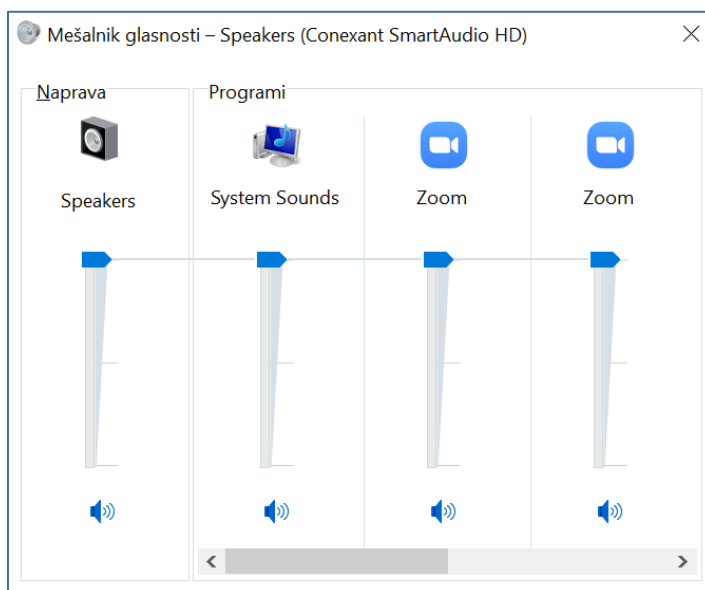 Mešalnik glasnosti – Speakers (Conexant SmartAudio HD)
Naprava
Programi
Speakers
System Sounds
Zoom
Zoom